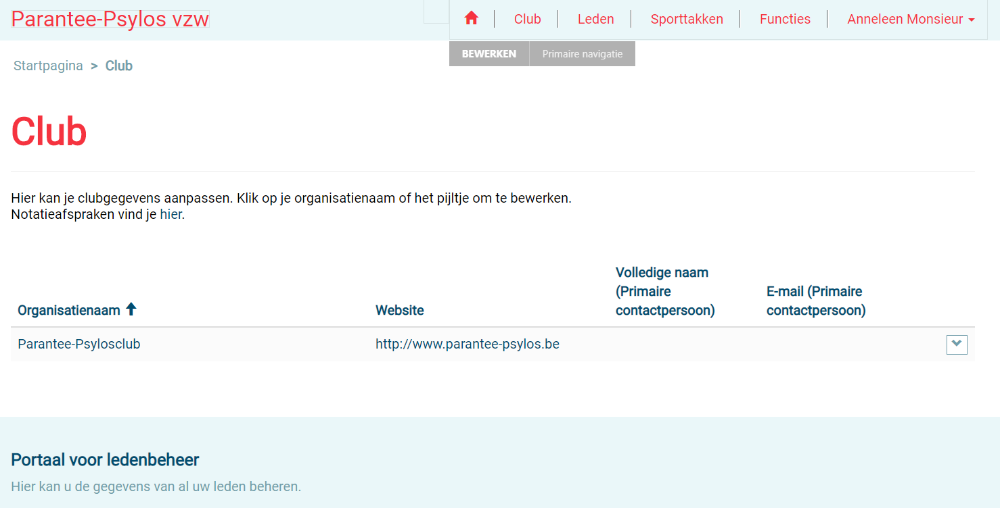 Parantee-Psylos vzw
Club
Leden
Sporttakken
Functies
Anneleen Monsieur
BEWERKEN
Primaire navigatie
Startpagina > Club
Club
Hier kan je clubgegevens aanpassen. Klik op je organisatienaam of het pijltje om te bewerken.
Notatieafspraken vind je hier.
Organisatienaam
Website
Volledige naam
(Primaire
contactpersoon)
E-mail (Primaire
contactpersoon)
Parantee-Psylosclub
http://www.parantee-psylos.be
Portaal voor ledenbeheer
Hier kan u de gegevens van al uw leden beheren.